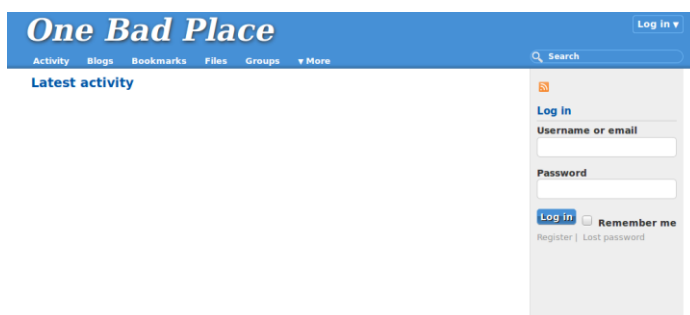 One Bad Place
Log in ▾
Activity Blogs Bookmarks Files Groups ▾ More
Search
Latest activity
Log in
Username or email
Password
Log in Remember me
Register | Lost password